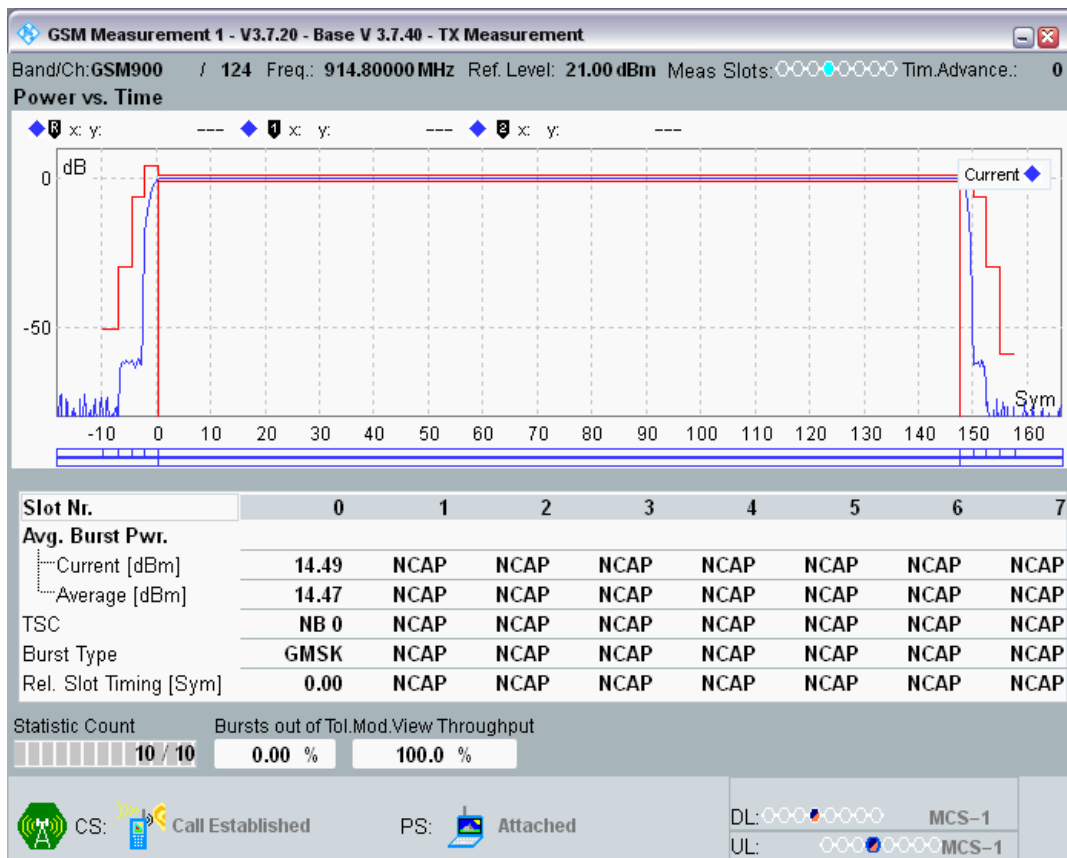 GSM Measurement 1 - V3.7.20 - Base V 3.7.40 - TX Measurement
Band/Ch:GSM900 / 124 Freq.: 914.80000 MHz Ref. Level: 21.00 dBm Meas Slots: Tim.Advance.: 0
Power vs. Time
R x: y: --- 1 x: y: --- 2 x: y: ---
dB
Current
0
-50
Sym
-10 0 10 20 30 40 50 60 70 80 90 100 110 120 130 140 150 160
Slot Nr. 0 1 2 3 4 5 6 7
Avg. Burst Pwr.
Current [dBm] 14.49 NCAP NCAP NCAP NCAP NCAP NCAP NCAP
Average [dBm] 14.47 NCAP NCAP NCAP NCAP NCAP NCAP NCAP
TSC NB 0 NCAP NCAP NCAP NCAP NCAP NCAP NCAP
Burst Type GMSK NCAP NCAP NCAP NCAP NCAP NCAP NCAP
Rel. Slot Timing [Sym] 0.00 NCAP NCAP NCAP NCAP NCAP NCAP NCAP
Statistic Count Bursts out of Tol.Mod.View Throughput
10 / 10 0.00 % 100.0 %
CS: Call Established PS: Attached
DL: MCS-1
UL: MCS-1